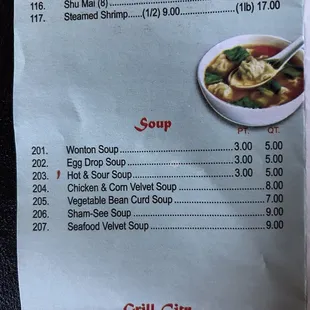 116. Shu Mai (8)
117. Steamed Shrimp......(1/2) 9.00............(1lb) 17.00
Soup
PT. QT.
201. Wonton Soup 3.00 5.00
202. Egg Drop Soup 3.00 5.00
203. Hot & Sour Soup 3.00 5.00
204. Chicken & Corn Velvet Soup 8.00
205. Vegetable Bean Curd Soup 7.00
206. Sham-See Soup 9.00
207. Seafood Velvet Soup 9.00
Grill City